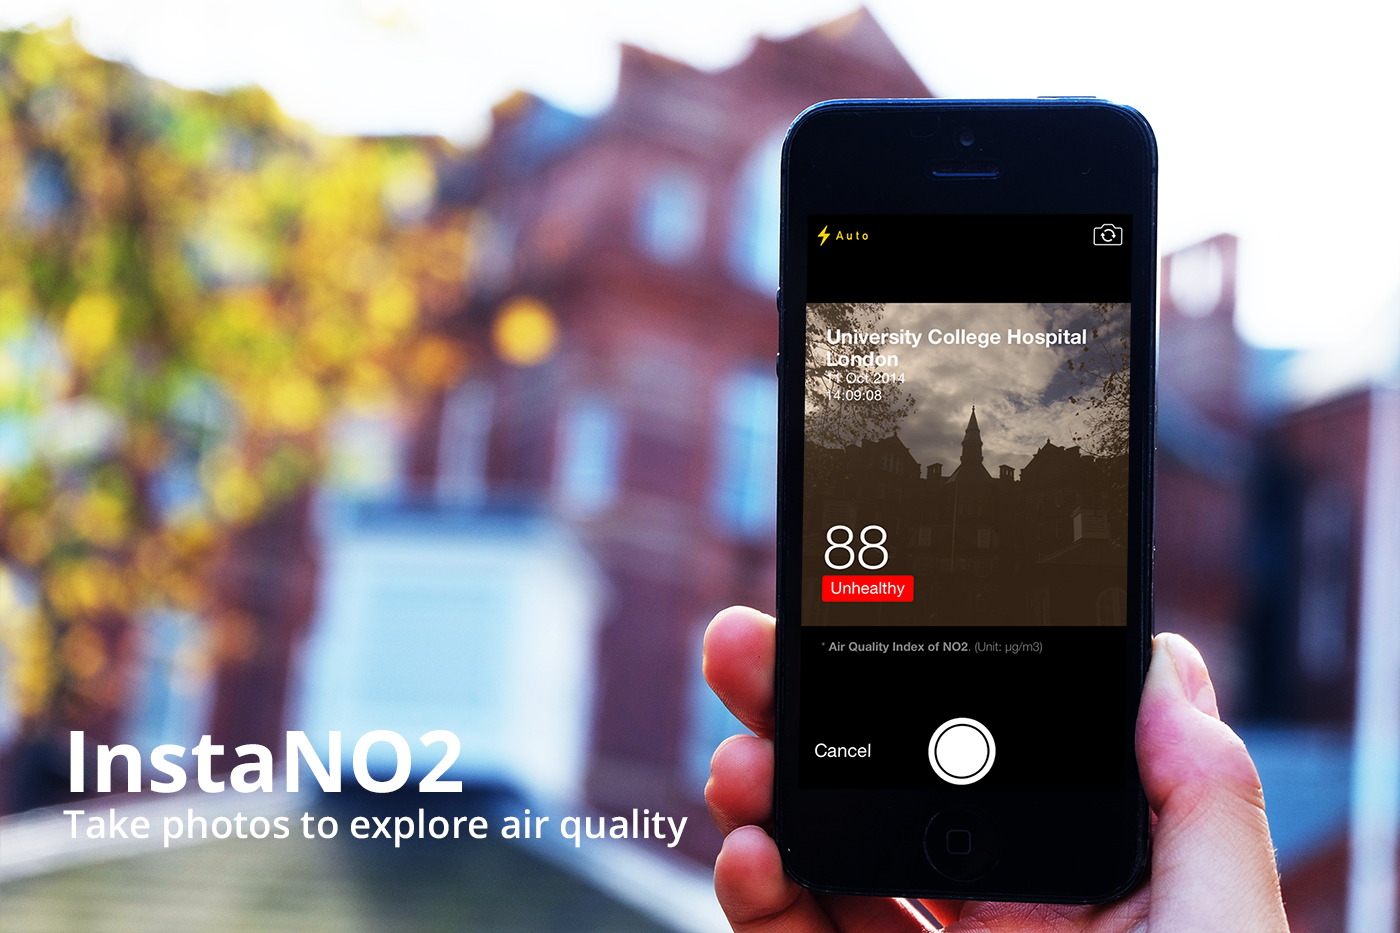 Auto
University College Hospital
London
11 Oct 2014
14:09:08
88
Unhealthy
* Air Quality Index of NO2. (Unit: µg/m3)
Cancel
InstaNO2
Take photos to explore air quality